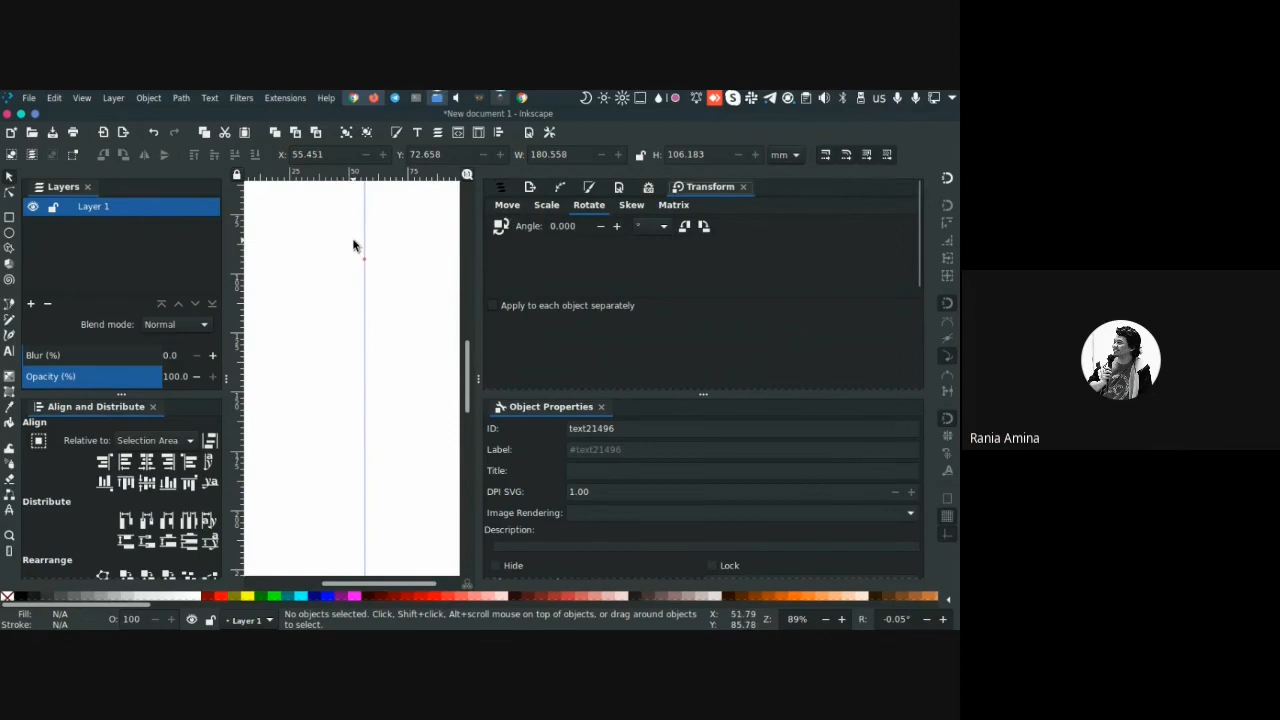 File Edit View Layer Object Path Text Filters Extensions Help US
*New document 1 - Inkscape
X: 55.451 − + Y: 72.658 − + W: 180.558 − + H: 106.183 − + mm
25 50 75
Layers Transform
Layer 1
Move Scale Rotate Skew Matrix
Angle: 0.000 − + °
Apply to each object separately
Blend mode: Normal
Blur (%) 0.0 − +
Opacity (%) 100.0 − +
Align and Distribute
Align
Relative to: Selection Area
Distribute
Rearrange
Object Properties
ID: text21496
Label: #text21496
Title:
DPI SVG: 1.00 − +
Image Rendering:
Description:
Hide Lock
Fill: N/A
Stroke: N/A
O: 100 − +
Layer 1
No objects selected. Click, Shift+click, Alt+scroll mouse on top of objects, or drag around objects
to select.
X: 51.79
Y: 85.78
Z: 89% − + R: -0.05° − +
Rania Amina